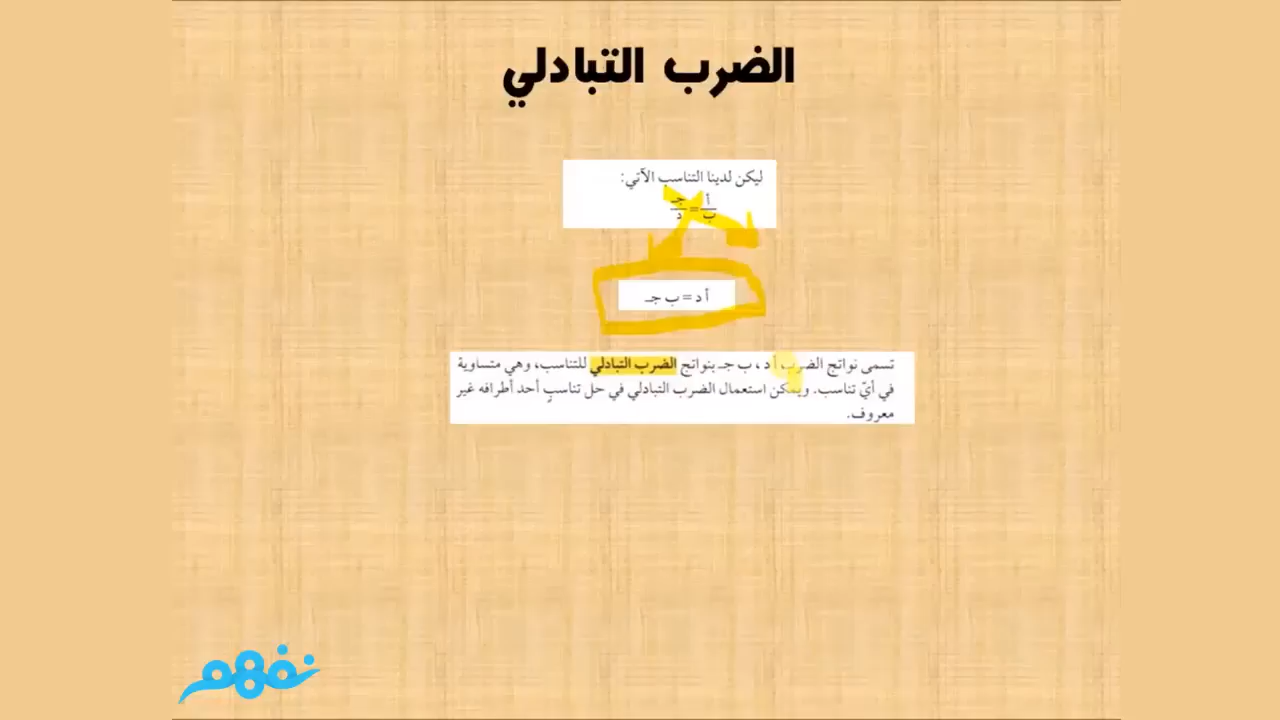 الضرب التبادلي
ليكن لدينا التناسب الآتي:
أ/ب = جـ/د
أ د = ب جـ
تسمى نواتج الضرب أ د ، ب جـ بنواتج الضرب التبادلي للتناسب، وهي متساوية
في أيّ تناسب. ويمكن استعمال الضرب التبادلي في حل تناسبٍ أحد أطرافه غير
معروف.
نفهم